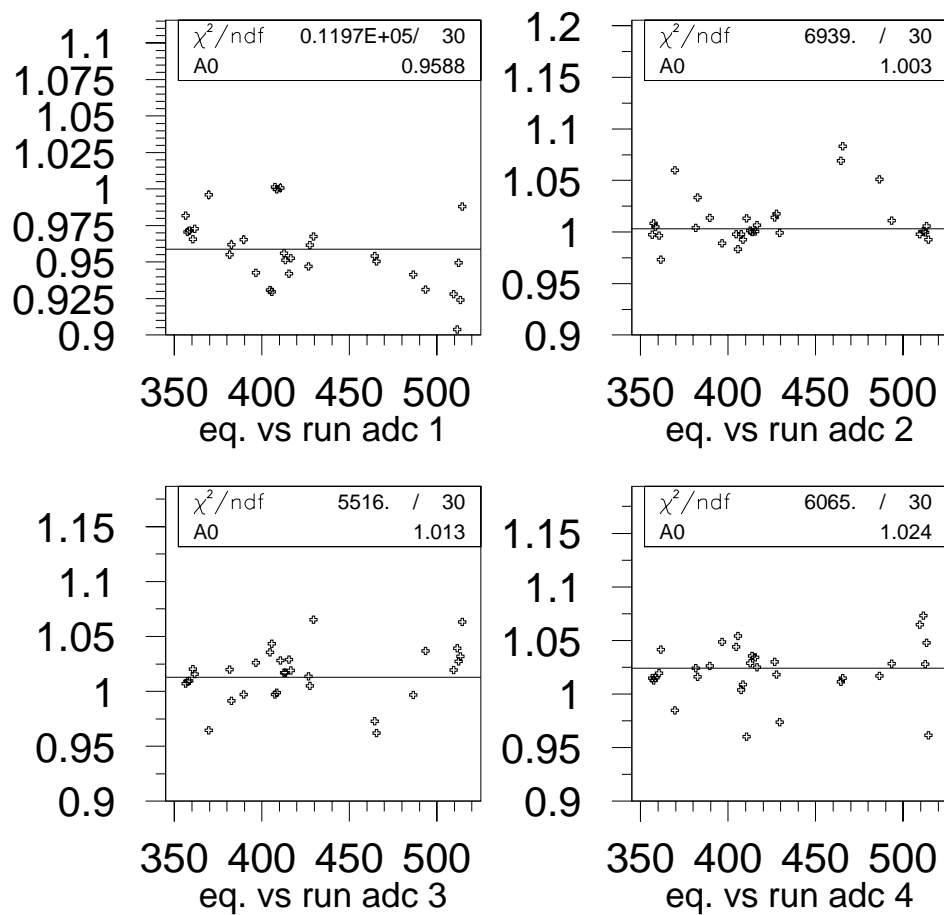 χ²/ndf 0.1197E+05/ 30
A0 0.9588
1.1
1.075
1.05
1.025
1
0.975
0.95
0.925
0.9
350 400 450 500
eq. vs run adc 1
χ²/ndf 6939. / 30
A0 1.003
1.2
1.15
1.1
1.05
1
0.95
0.9
350 400 450 500
eq. vs run adc 2
χ²/ndf 5516. / 30
A0 1.013
1.15
1.1
1.05
1
0.95
0.9
350 400 450 500
eq. vs run adc 3
χ²/ndf 6065. / 30
A0 1.024
1.15
1.1
1.05
1
0.95
0.9
350 400 450 500
eq. vs run adc 4